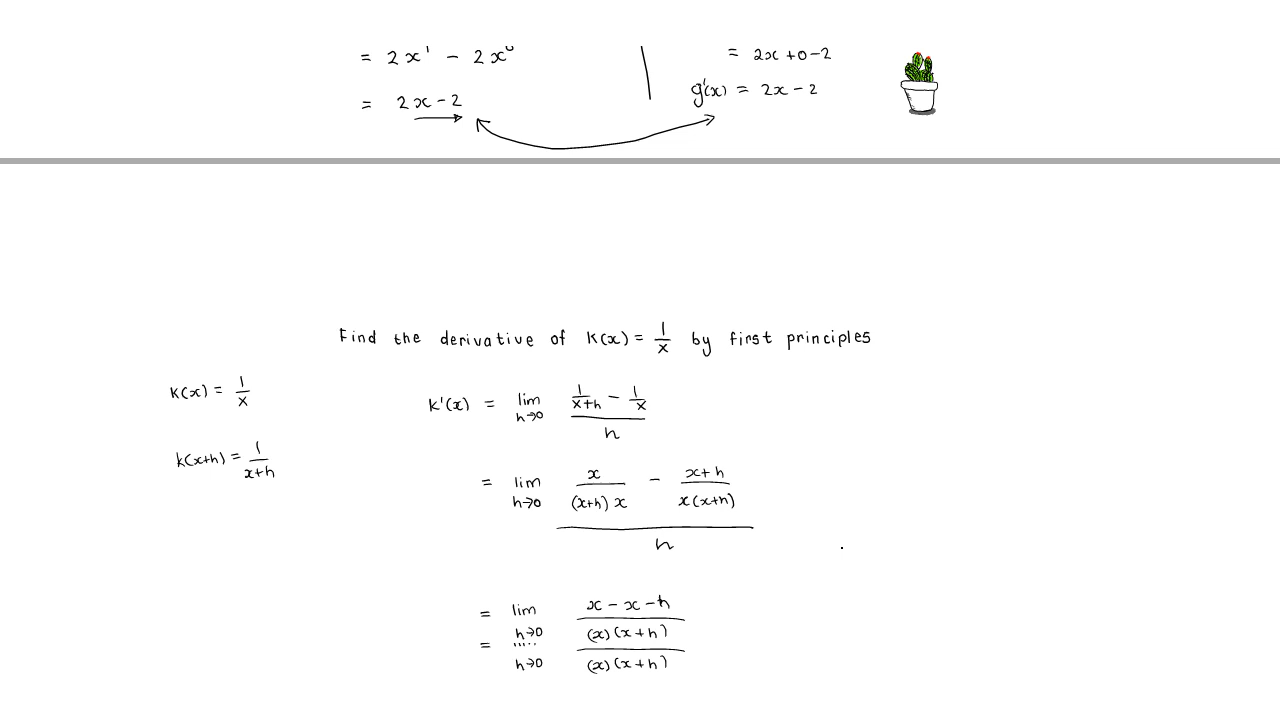 = 2x¹ − 2x⁰
= 2x + 0 − 2
= 2x − 2
g'(x) = 2x − 2
Find the derivative of k(x) = 1/x by first principles
k(x) = 1/x
k'(x) = lim h→0 (1/(x+h) − 1/x)/h
k(x+h) = 1/(x+h)
= lim h→0 (x/((x+h)x) − (x+h)/(x(x+h)))/h
= lim h→0 (x − x − h)/((x)(x+h))
= h→0 /((x)(x+h))